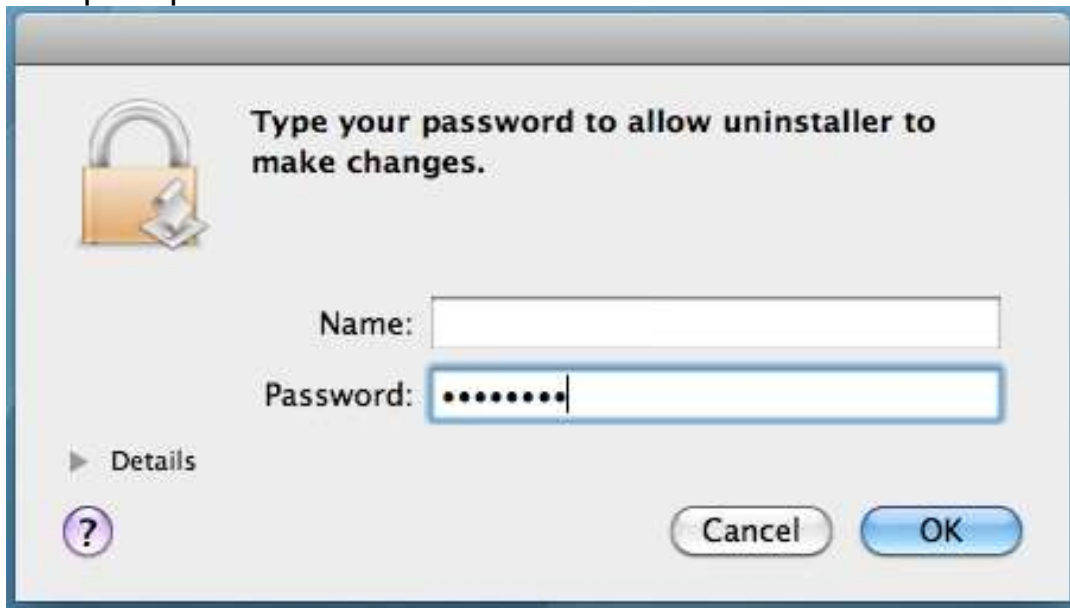 Type your password to allow uninstaller to
make changes.
Name:
Password: ••••••••
Details
?
Cancel OK